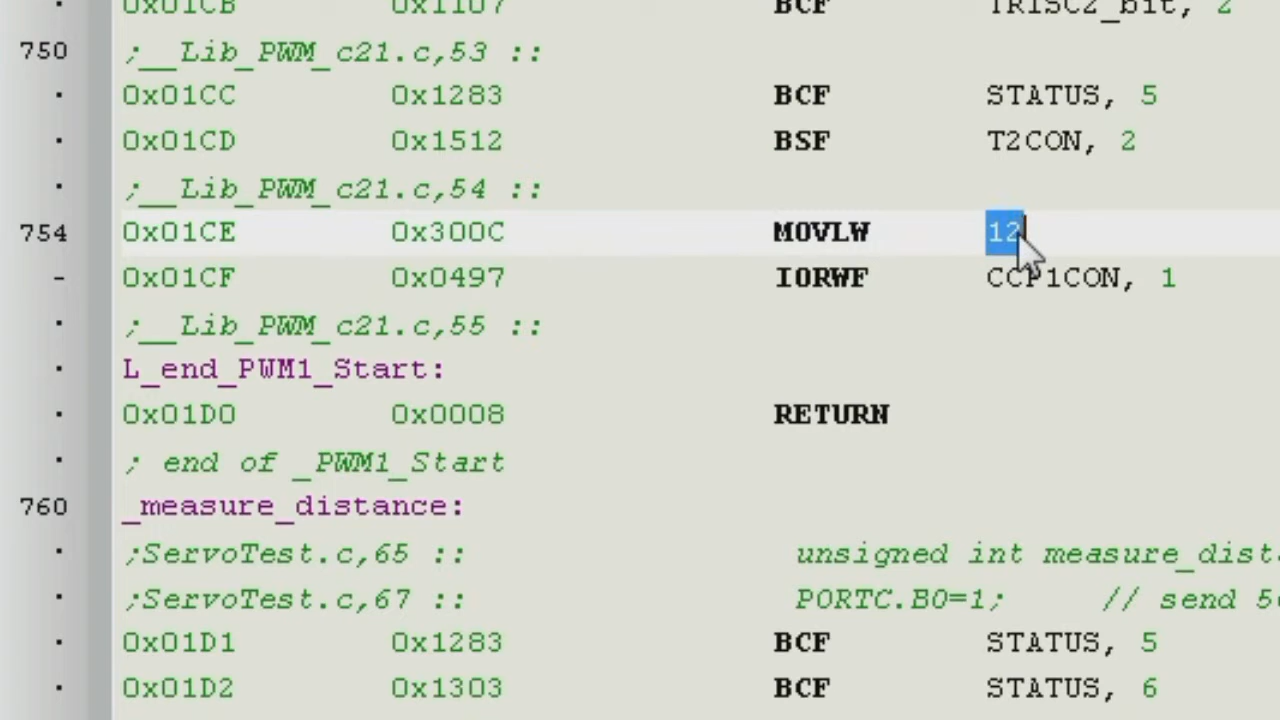 0x01CB 0x1107 BCF TRISC2_bit, 2
750 ;__Lib_PWM_c21.c,53 ::
0x01CC 0x1283 BCF STATUS, 5
0x01CD 0x1512 BSF T2CON, 2
;__Lib_PWM_c21.c,54 ::
754 0x01CE 0x300C MOVLW 12
0x01CF 0x0497 IORWF CCP1CON, 1
;__Lib_PWM_c21.c,55 ::
L_end_PWM1_Start:
0x01D0 0x0008 RETURN
; end of _PWM1_Start
760 _measure_distance:
;ServoTest.c,65 :: unsigned int measure_dist
;ServoTest.c,67 :: PORTC.B0=1; // send 5
0x01D1 0x1283 BCF STATUS, 5
0x01D2 0x1303 BCF STATUS, 6